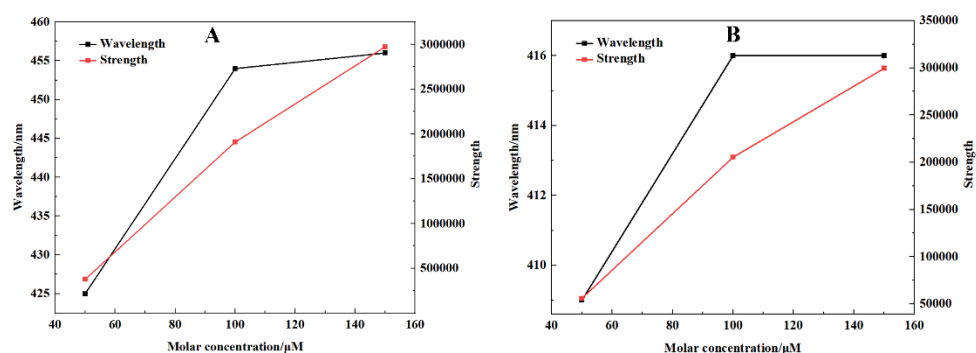 A
Wavelength
Strength
460
455
450
445
440
435
430
425
Wavelength/nm
3000000
2500000
2000000
1500000
1000000
500000
Strength
40 60 80 100 120 140 160
Molar concentration/μM
B
Wavelength
Strength
416
414
412
410
Wavelength/nm
350000
300000
250000
200000
150000
100000
50000
Strength
40 60 80 100 120 140 160
Molar concentration/μM